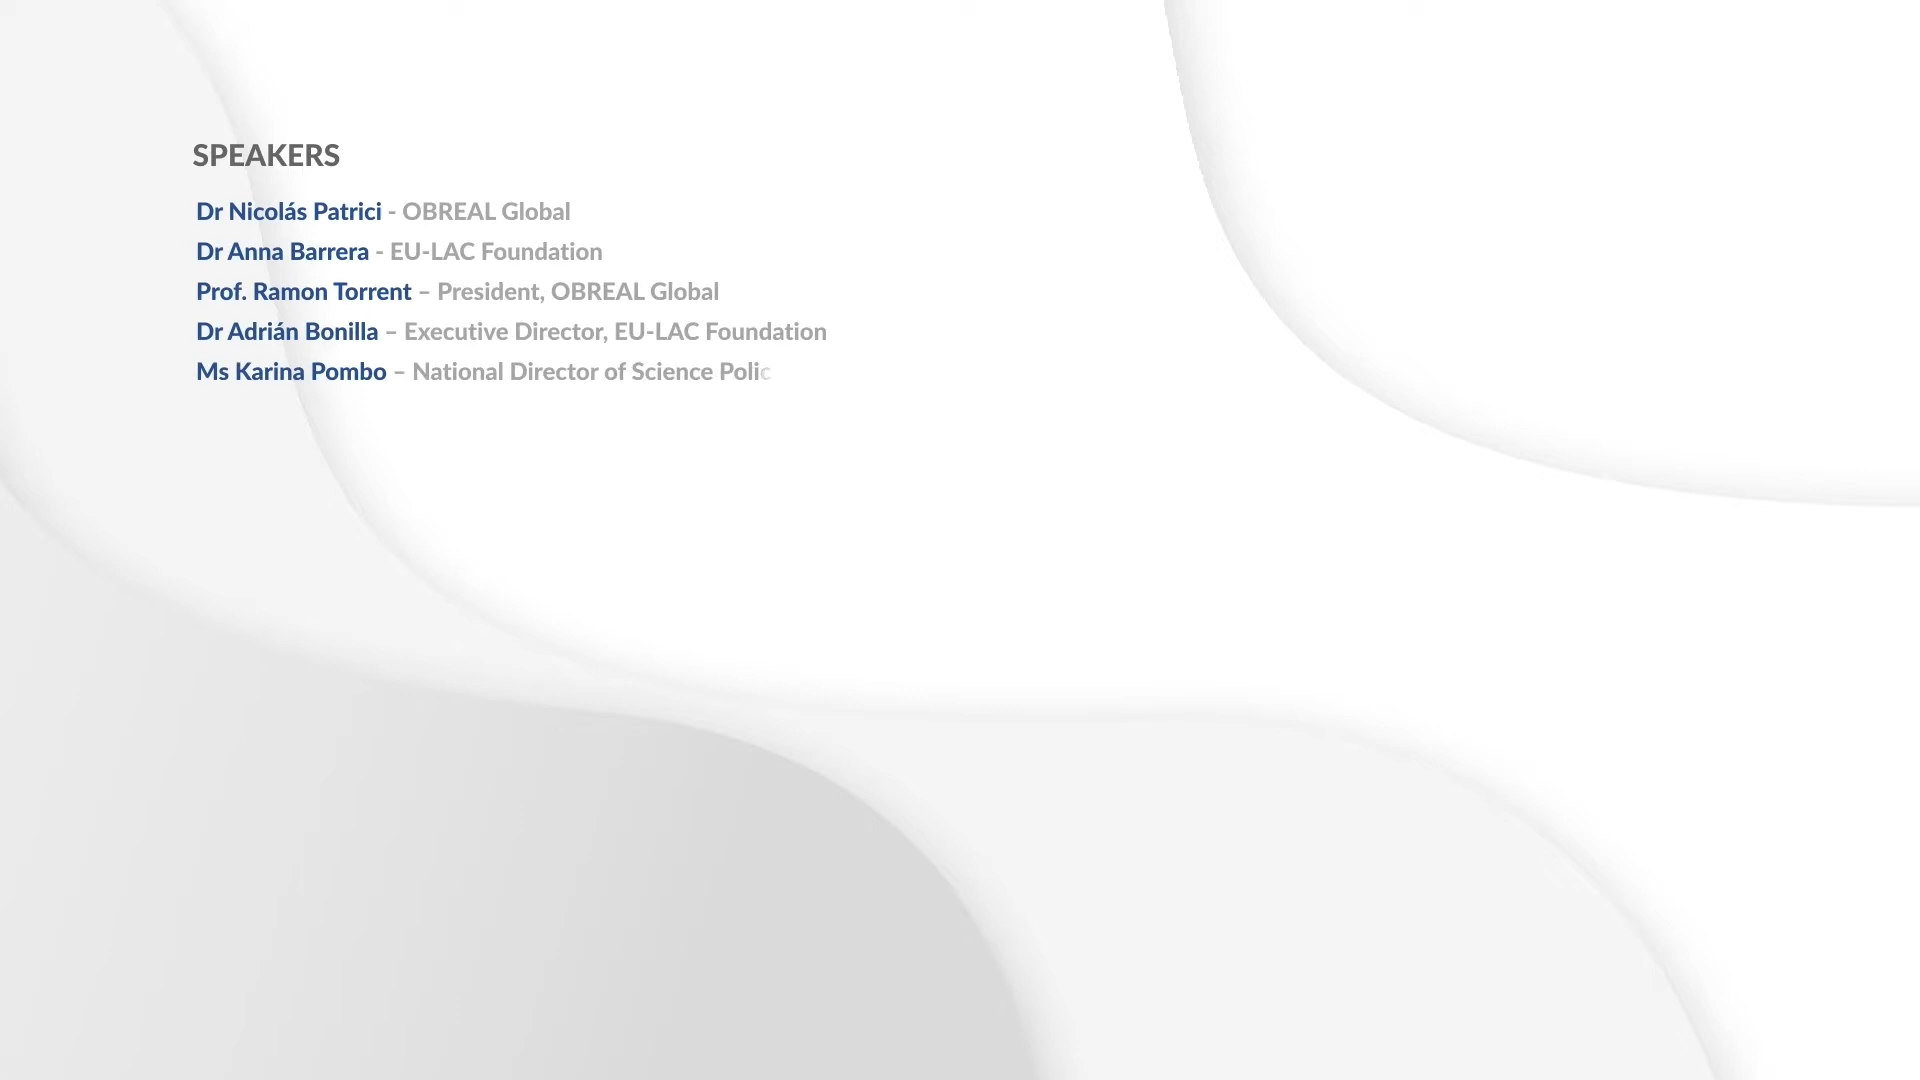 SPEAKERS
Dr Nicolás Patrici - OBREAL Global
Dr Anna Barrera - EU-LAC Foundation
Prof. Ramon Torrent – President, OBREAL Global
Dr Adrián Bonilla – Executive Director, EU-LAC Foundation
Ms Karina Pombo – National Director of Science Polic